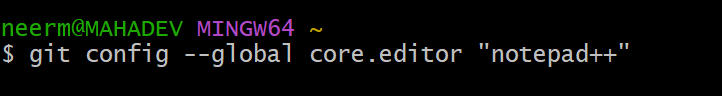 neerm@MAHADEV MINGW64 ~
$ git config --global core.editor "notepad++"